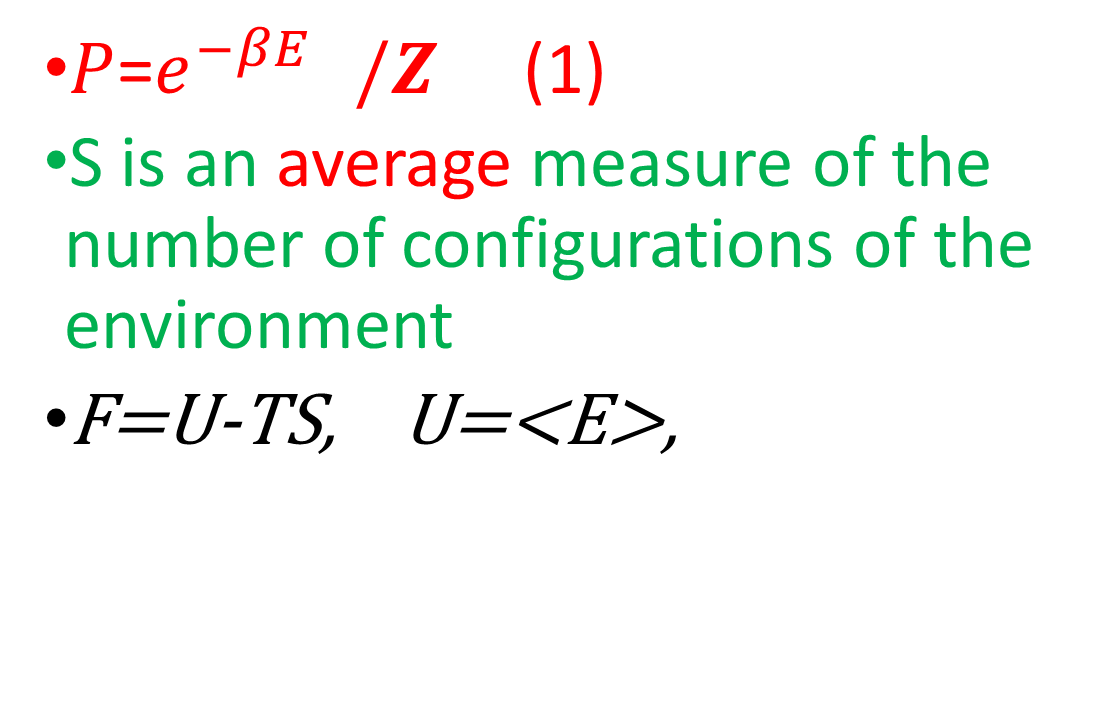 •P=e^{−βE} /Z (1)
•S is an average measure of the
number of configurations of the
environment
•F=U-TS, U=<E>,